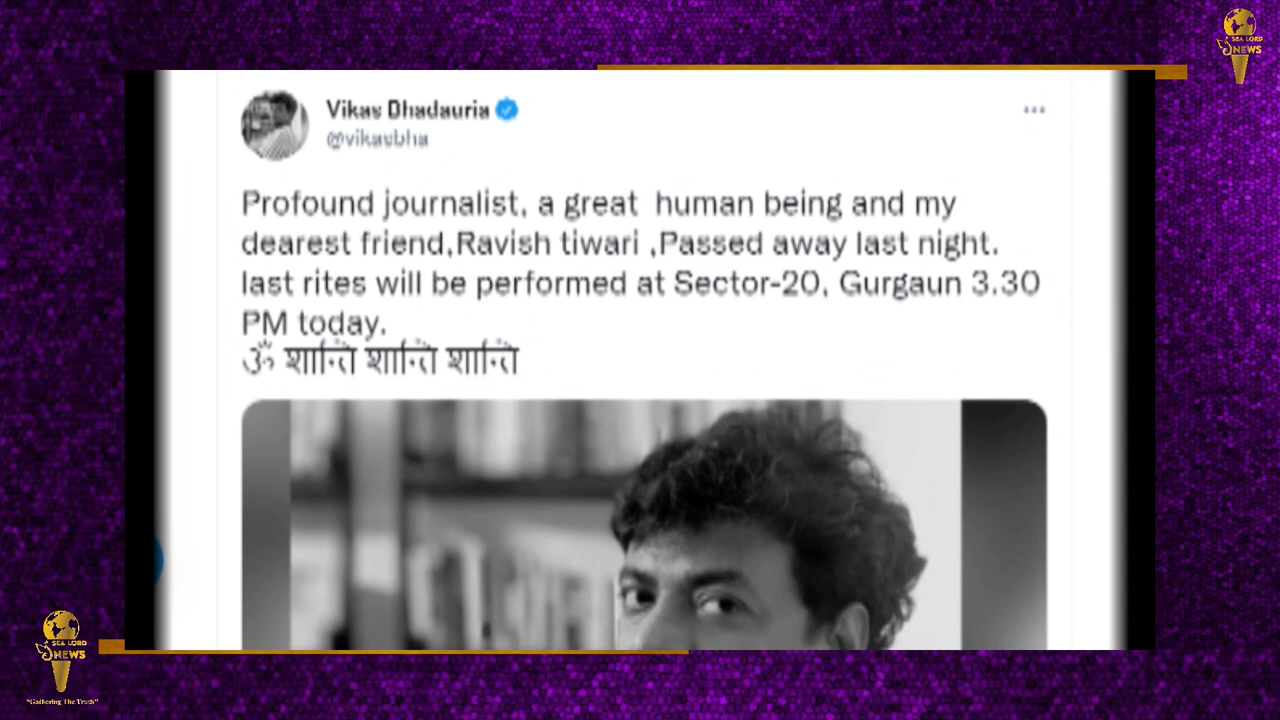 SEA LORD
NEWS
Vikas Bhadauria
@vikasbha
Profound journalist, a great human being and my
dearest friend,Ravish tiwari ,Passed away last night.
last rites will be performed at Sector-20, Gurgaun 3.30
PM today.
ॐ शान्ति शान्ति शान्ति
SEA LORD
NEWS
"Gathering The Truth"